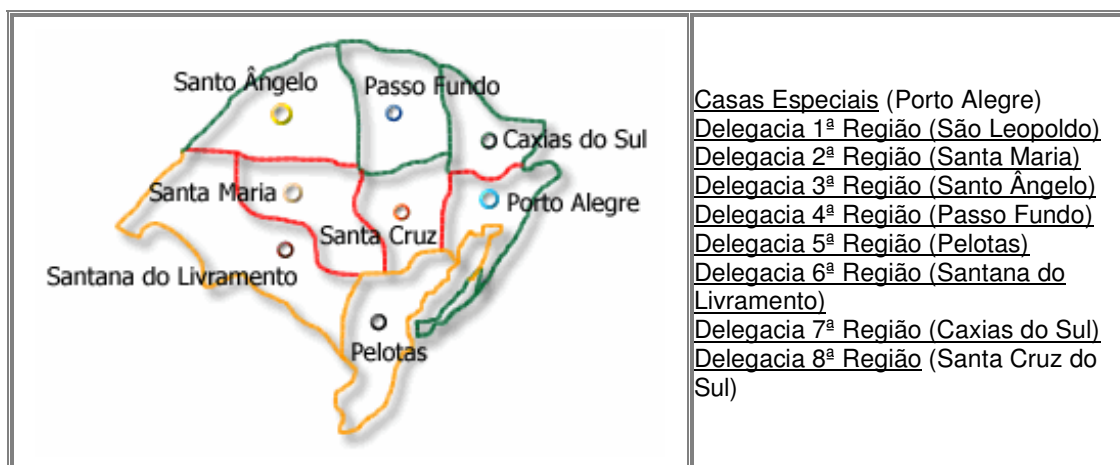 Santo Ângelo
Passo Fundo
Caxias do Sul
Santa Maria
Porto Alegre
Santa Cruz
Santana do Livramento
Pelotas
Casas Especiais (Porto Alegre)
Delegacia 1ª Região (São Leopoldo)
Delegacia 2ª Região (Santa Maria)
Delegacia 3ª Região (Santo Ângelo)
Delegacia 4ª Região (Passo Fundo)
Delegacia 5ª Região (Pelotas)
Delegacia 6ª Região (Santana do
Livramento)
Delegacia 7ª Região (Caxias do Sul)
Delegacia 8ª Região (Santa Cruz do
Sul)